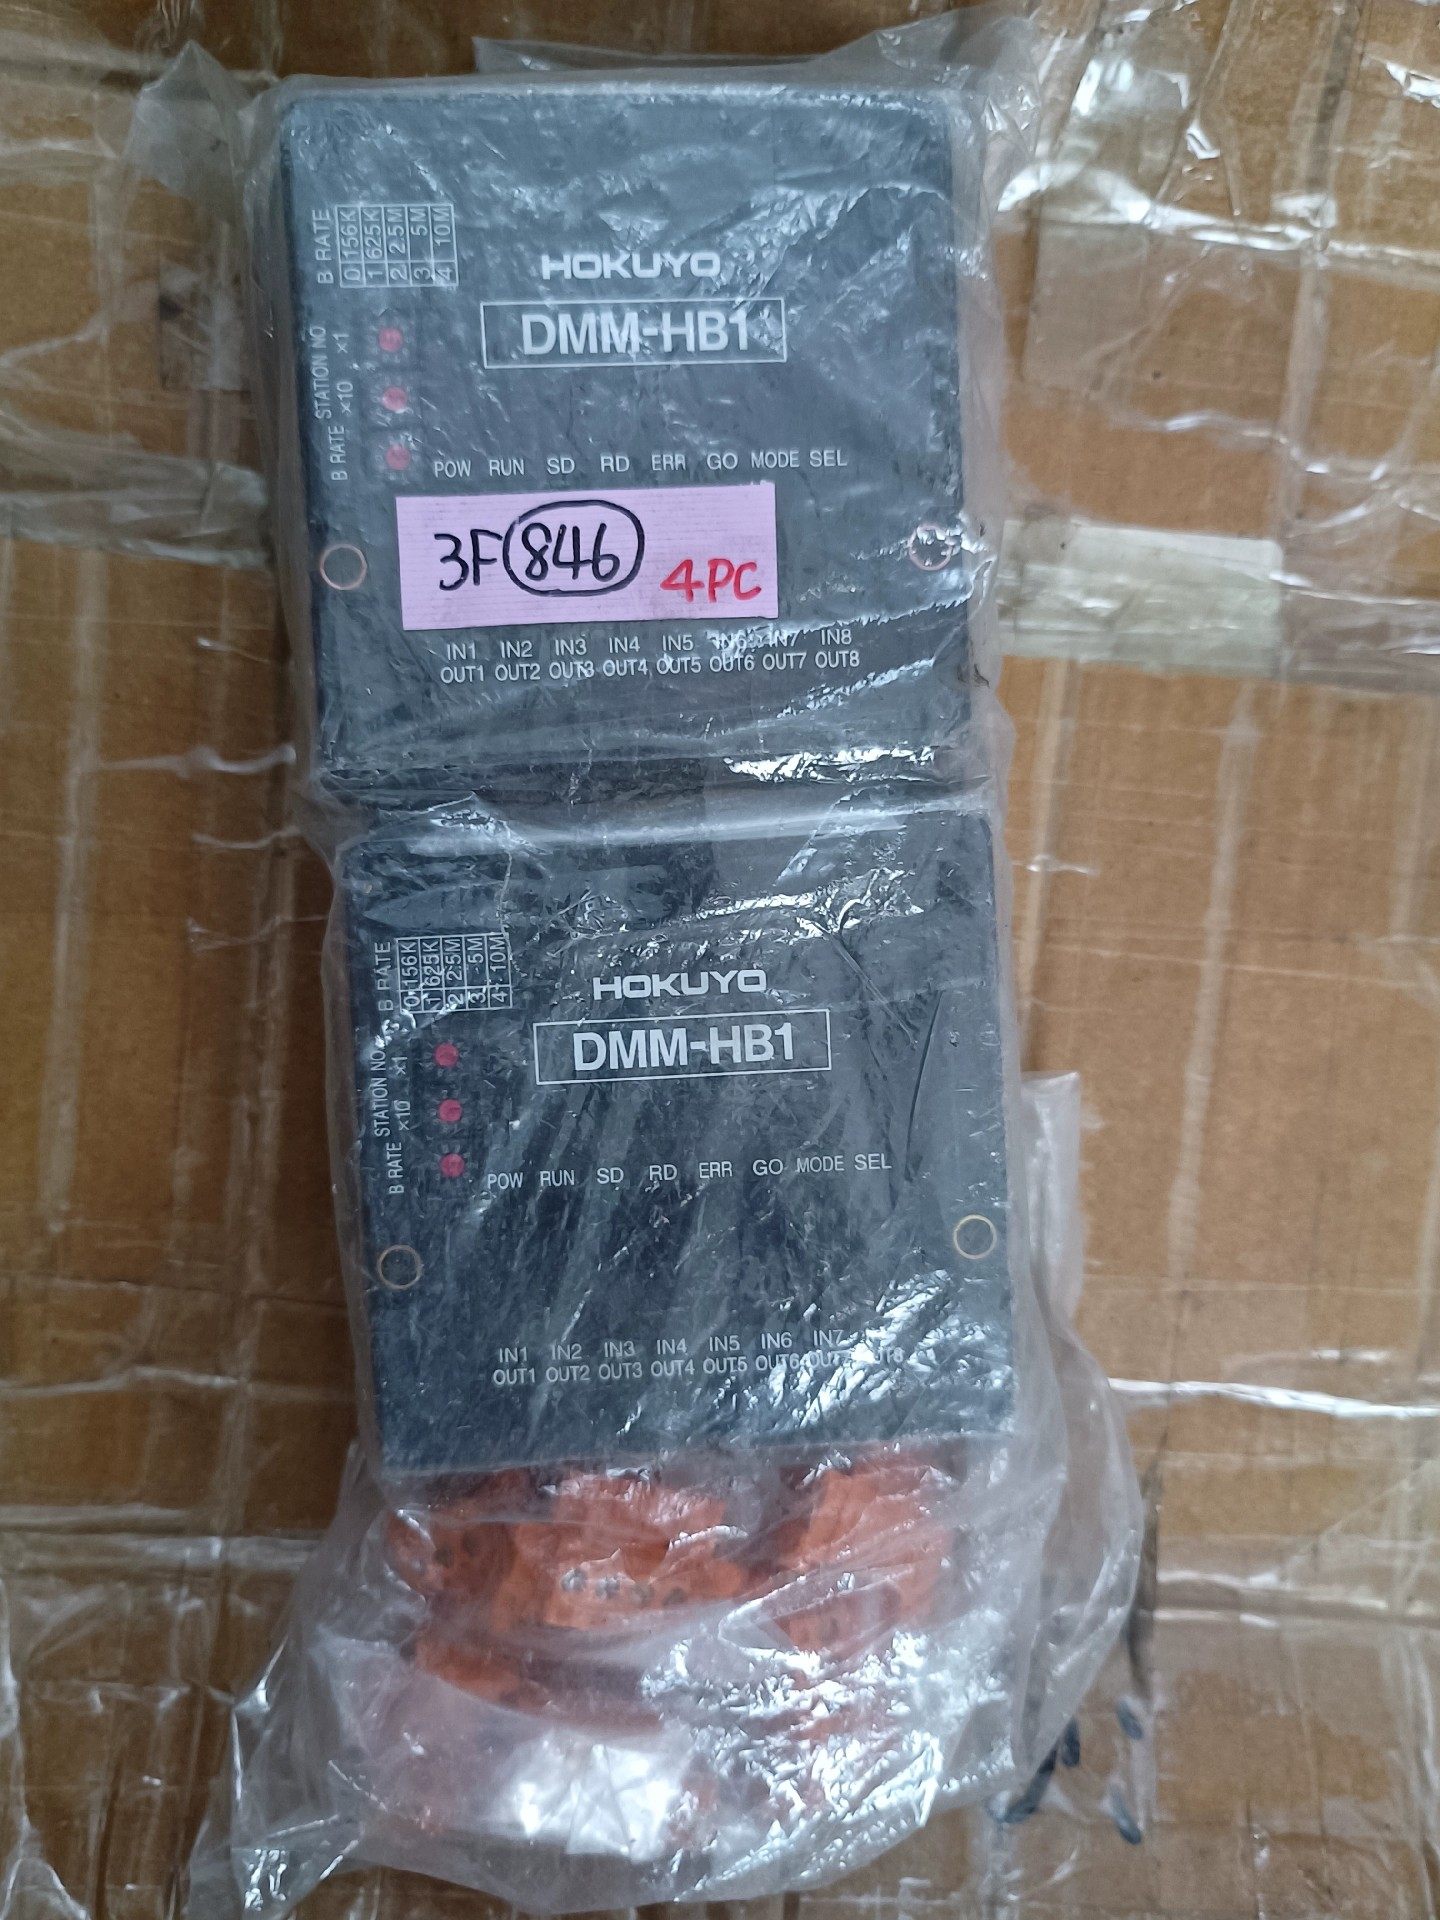 B RATE
0 156K
1 625K
2 2.5M
3 5M
4 10M
HOKUYO
DMM-HB1
B RATE STATION NO
×10 ×1
POW RUN SD RD ERR GO MODE SEL
3F 846 4PC
IN1 IN2 IN3 IN4 IN5 IN6 IN7 IN8
OUT1 OUT2 OUT3 OUT4 OUT5 OUT6 OUT7 OUT8
B RATE
0 156K
1 625K
2 2.5M
3 5M
4 10M
HOKUYO
DMM-HB1
B RATE STATION NO.
×10 ×1
POW RUN SD RD ERR GO MODE SEL
IN1 IN2 IN3 IN4 IN5 IN6 IN7
OUT1 OUT2 OUT3 OUT4 OUT5 OUT6